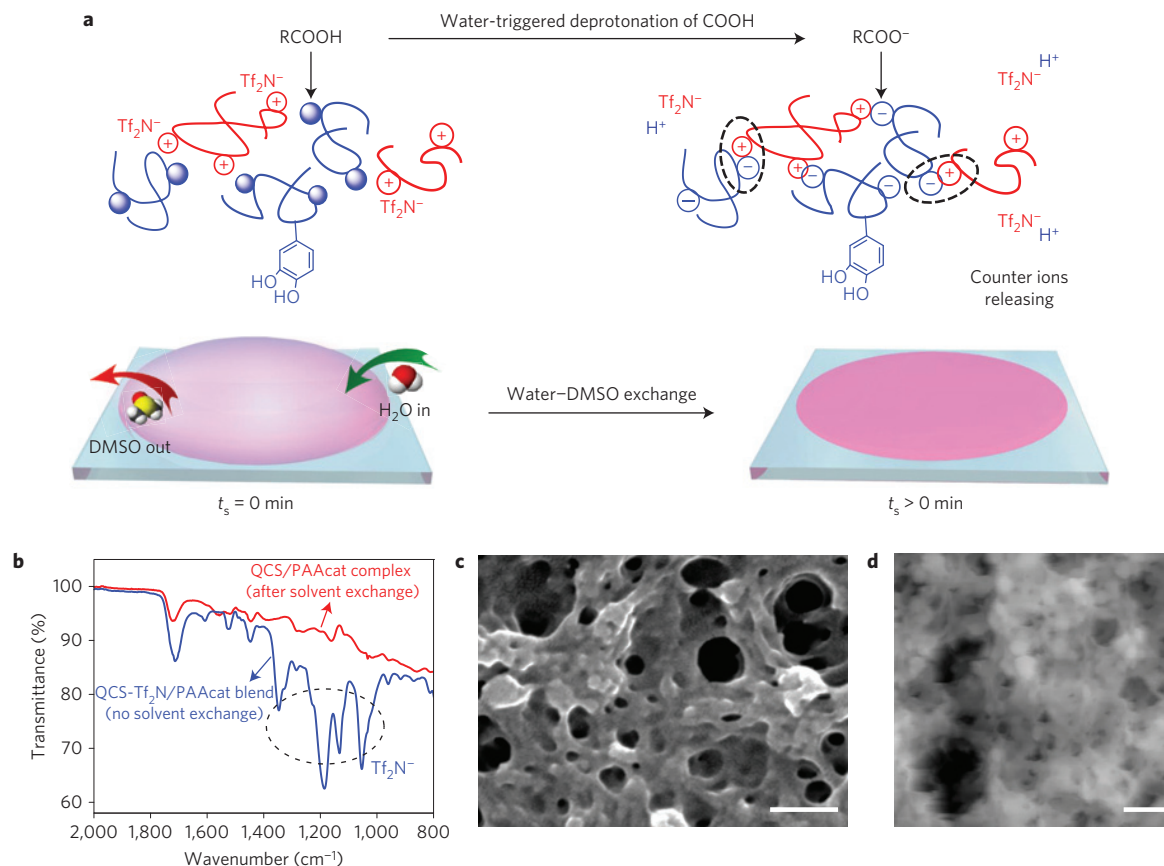 a
Water-triggered deprotonation of COOH
RCOOH
RCOO⁻
Tf₂N⁻
H⁺
Tf₂N⁻
Tf₂N⁻
Tf₂N⁻
H⁺
+
+
+
+
+
Tf₂N⁻
−
+
+
+
−
−
−
−
−
+
+
Tf₂N⁻
H⁺
HO
HO
HO
HO
Counter ions
releasing
DMSO out
H₂O in
Water–DMSO exchange
tₛ = 0 min
tₛ > 0 min
b
c
d
100
90
80
70
60
Transmittance (%)
QCS/PAAcat complex
(after solvent exchange)
QCS-Tf₂N/PAAcat blend
(no solvent exchange)
Tf₂N⁻
2,000
1,800
1,600
1,400
1,200
1,000
800
Wavenumber (cm⁻¹)